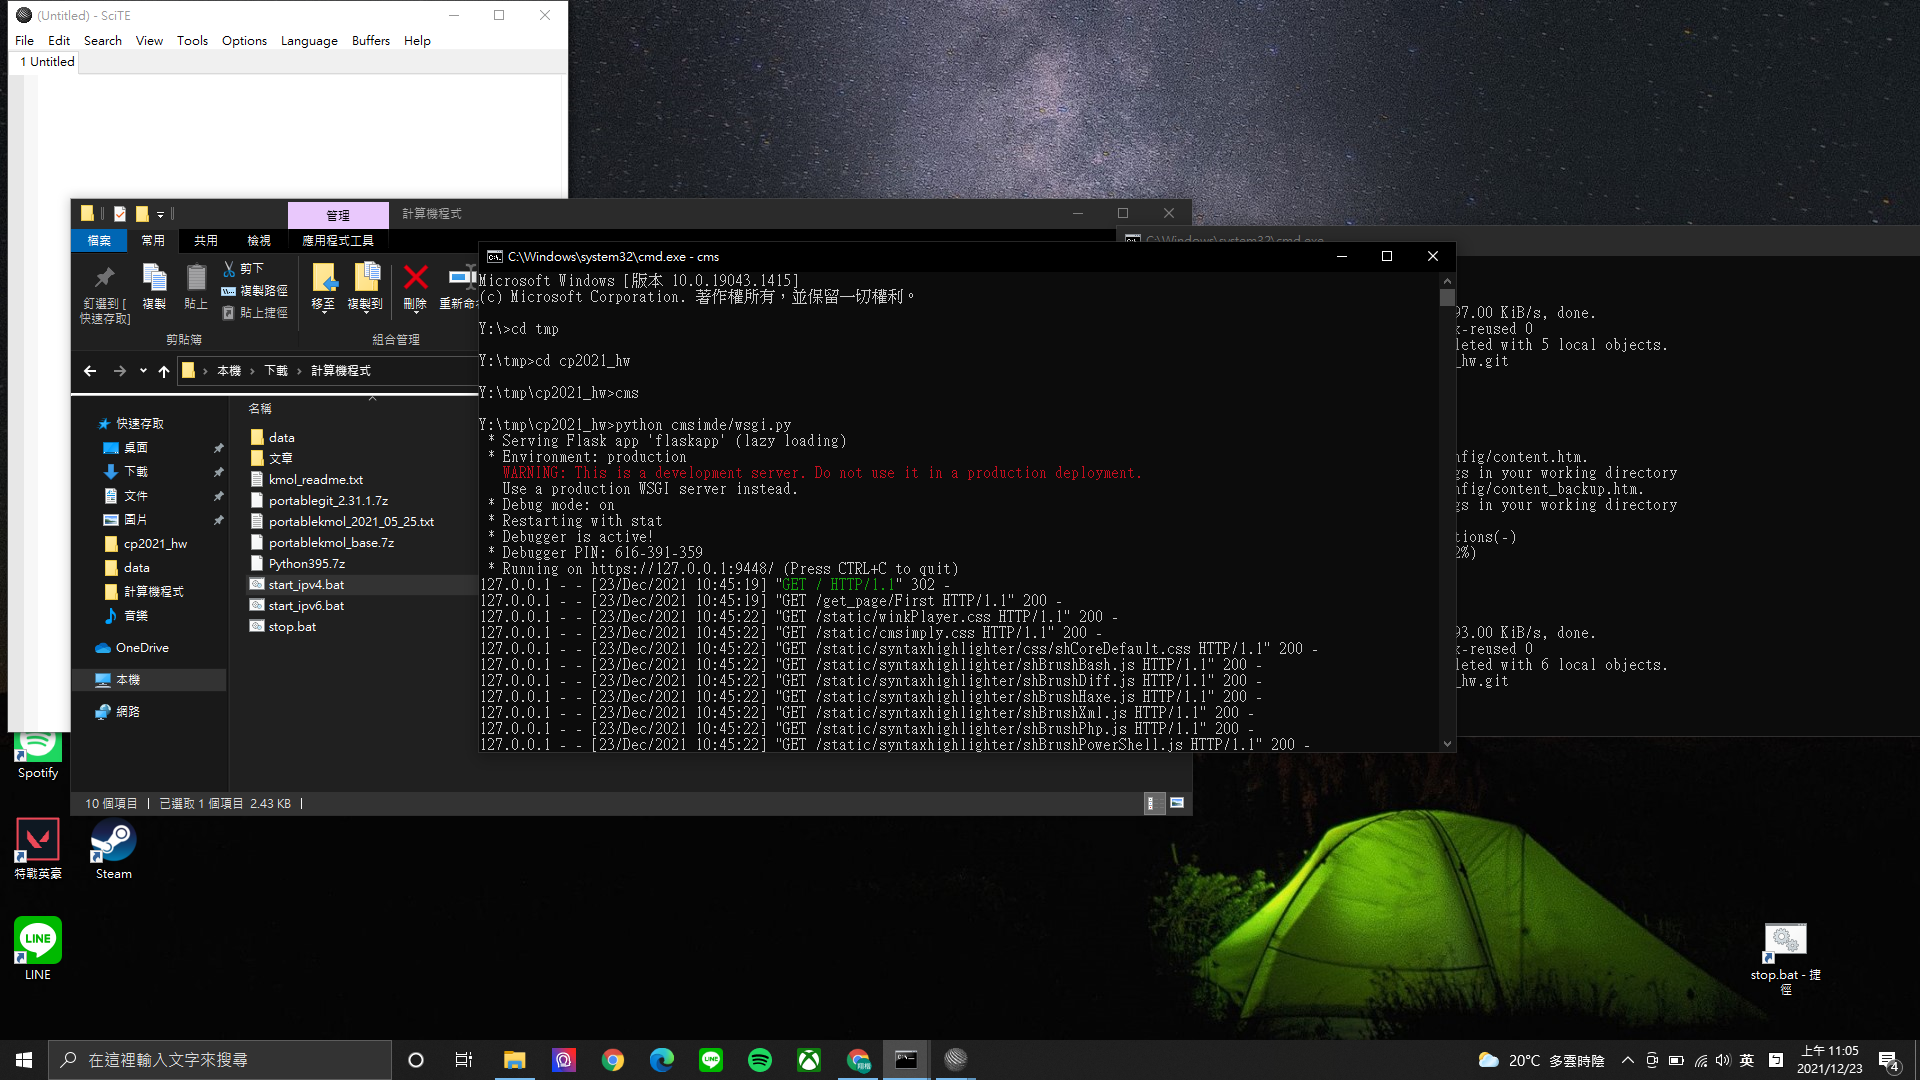 (Untitled) - SciTE
File Edit Search View Tools Options Language Buffers Help
1 Untitled
管理
計算機程式
檔案 常用 共用 檢視 應用程式工具
釘選到 [
快速存取]
複製
貼上
剪下
複製路徑
貼上捷徑
移至
複製到
刪除
剪貼簿
組合管理
本機 › 下載 › 計算機程式
快速存取
桌面
下載
文件
圖片
cp2021_hw
data
計算機程式
音樂
OneDrive
本機
網路
名稱
data
文章
kmol_readme.txt
portablegit_2.31.1.7z
portablekmol_2021_05_25.txt
portablekmol_base.7z
Python395.7z
start_ipv4.bat
start_ipv6.bat
stop.bat
10 個項目 | 已選取 1 個項目 2.43 KB |
C:\Windows\system32\cmd.exe - cms
Microsoft Windows [版本 10.0.19043.1415]
(c) Microsoft Corporation. 著作權所有，並保留一切權利。
Y:\>cd tmp
Y:\tmp>cd cp2021_hw
Y:\tmp\cp2021_hw>cms
Y:\tmp\cp2021_hw>python cmsimde/wsgi.py
* Serving Flask app 'flaskapp' (lazy loading)
* Environment: production
WARNING: This is a development server. Do not use it in a production deployment.
Use a production WSGI server instead.
* Debug mode: on
* Restarting with stat
* Debugger is active!
* Debugger PIN: 616-391-359
* Running on https://127.0.0.1:9448/ (Press CTRL+C to quit)
127.0.0.1 - - [23/Dec/2021 10:45:19] "GET / HTTP/1.1" 302 -
127.0.0.1 - - [23/Dec/2021 10:45:19] "GET /get_page/First HTTP/1.1" 200 -
127.0.0.1 - - [23/Dec/2021 10:45:22] "GET /static/winkPlayer.css HTTP/1.1" 200 -
127.0.0.1 - - [23/Dec/2021 10:45:22] "GET /static/cmsimply.css HTTP/1.1" 200 -
127.0.0.1 - - [23/Dec/2021 10:45:22] "GET /static/syntaxhighlighter/css/shCoreDefault.css HTTP/1.1" 200 -
127.0.0.1 - - [23/Dec/2021 10:45:22] "GET /static/syntaxhighlighter/shBrushBash.js HTTP/1.1" 200 -
127.0.0.1 - - [23/Dec/2021 10:45:22] "GET /static/syntaxhighlighter/shBrushDiff.js HTTP/1.1" 200 -
127.0.0.1 - - [23/Dec/2021 10:45:22] "GET /static/syntaxhighlighter/shBrushHaxe.js HTTP/1.1" 200 -
127.0.0.1 - - [23/Dec/2021 10:45:22] "GET /static/syntaxhighlighter/shBrushXml.js HTTP/1.1" 200 -
127.0.0.1 - - [23/Dec/2021 10:45:22] "GET /static/syntaxhighlighter/shBrushPhp.js HTTP/1.1" 200 -
127.0.0.1 - - [23/Dec/2021 10:45:22] "GET /static/syntaxhighlighter/shBrushPowerShell.js HTTP/1.1" 200 -
C:\Windows\system32\cmd.exe
97.00 KiB/s, done.
k-reused 0
leted with 5 local objects.
_hw.git
nfig/content.htm.
gs in your working directory
nfig/content_backup.htm.
gs in your working directory
tions(-)
2%)
93.00 KiB/s, done.
k-reused 0
leted with 6 local objects.
_hw.git
Spotify
特戰英豪
Steam
LINE
LINE
stop.bat - 捷
徑
在這裡輸入文字來搜尋
20°C 多雲時陰
英
上午 11:05
2021/12/23
4